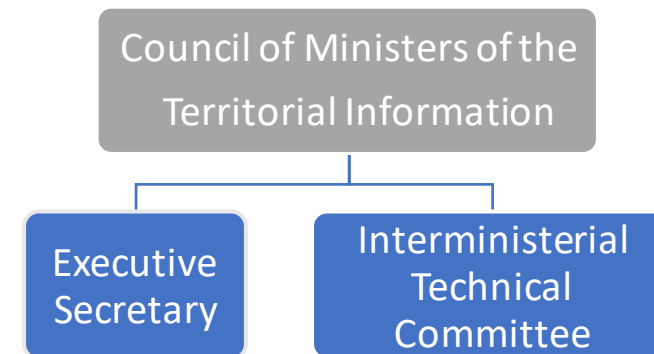 Council of Ministers of the
Territorial Information
Executive
Secretary
Interministerial
Technical
Committee